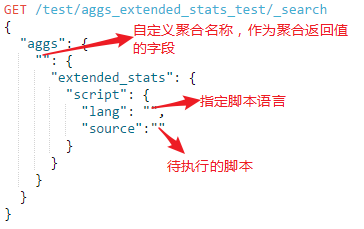 GET /test/aggs_extended_stats_test/_search
{
"aggs": {
自定义聚合名称，作为聚合返回值
的字段
"": {
"extended_stats": {
"script": {
"lang": "",
指定脚本语言
"source":""
}
待执行的脚本
}
}
}
}